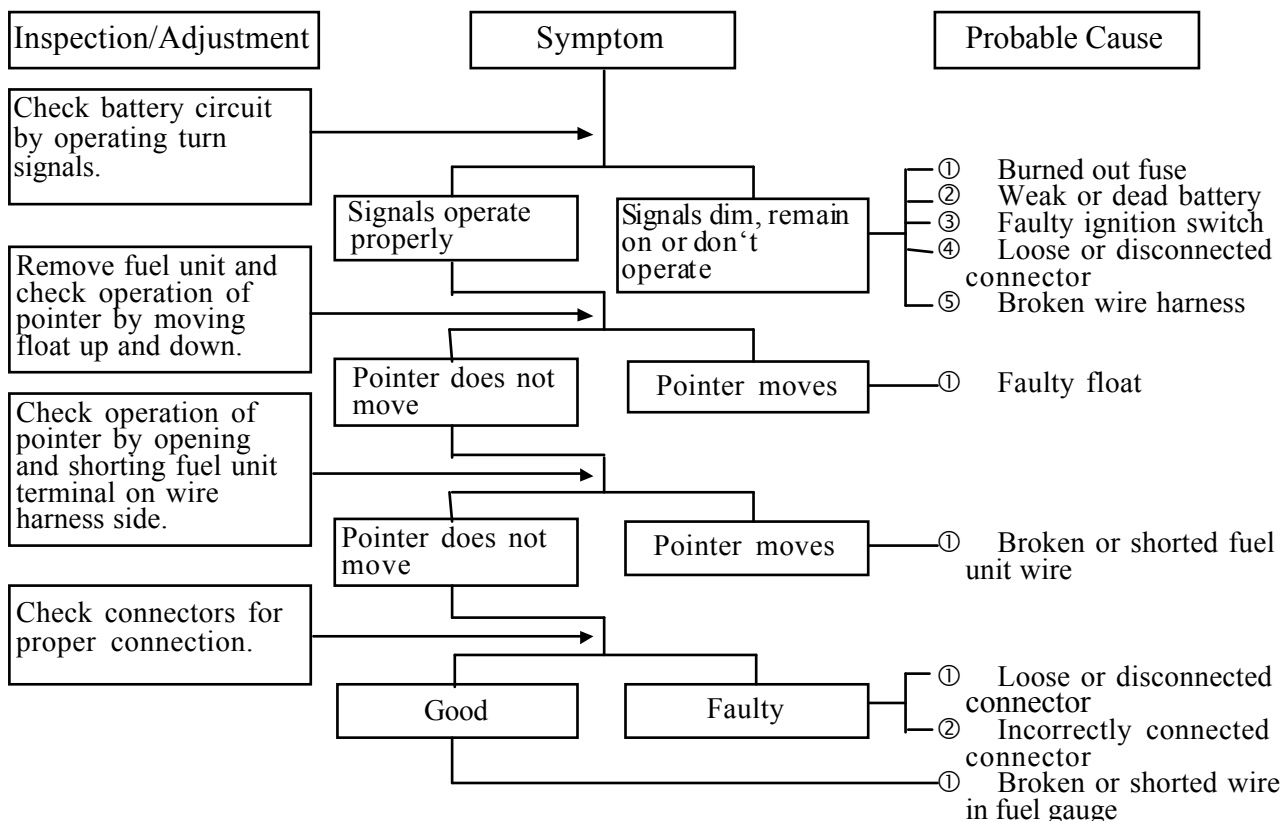 Inspection/Adjustment
Symptom
Probable Cause
Check battery circuit
by operating turn
signals.
Signals operate
properly
Signals dim, remain
on or don‘t
operate
① Burned out fuse
② Weak or dead battery
③ Faulty ignition switch
④ Loose or disconnected
connector
⑤ Broken wire harness
Remove fuel unit and
check operation of
pointer by moving
float up and down.
Pointer does not
move
Pointer moves
① Faulty float
Check operation of
pointer by opening
and shorting fuel unit
terminal on wire
harness side.
Pointer does not
move
Pointer moves
① Broken or shorted fuel
unit wire
Check connectors for
proper connection.
Good
Faulty
① Loose or disconnected
connector
② Incorrectly connected
connector
① Broken or shorted wire
in fuel gauge